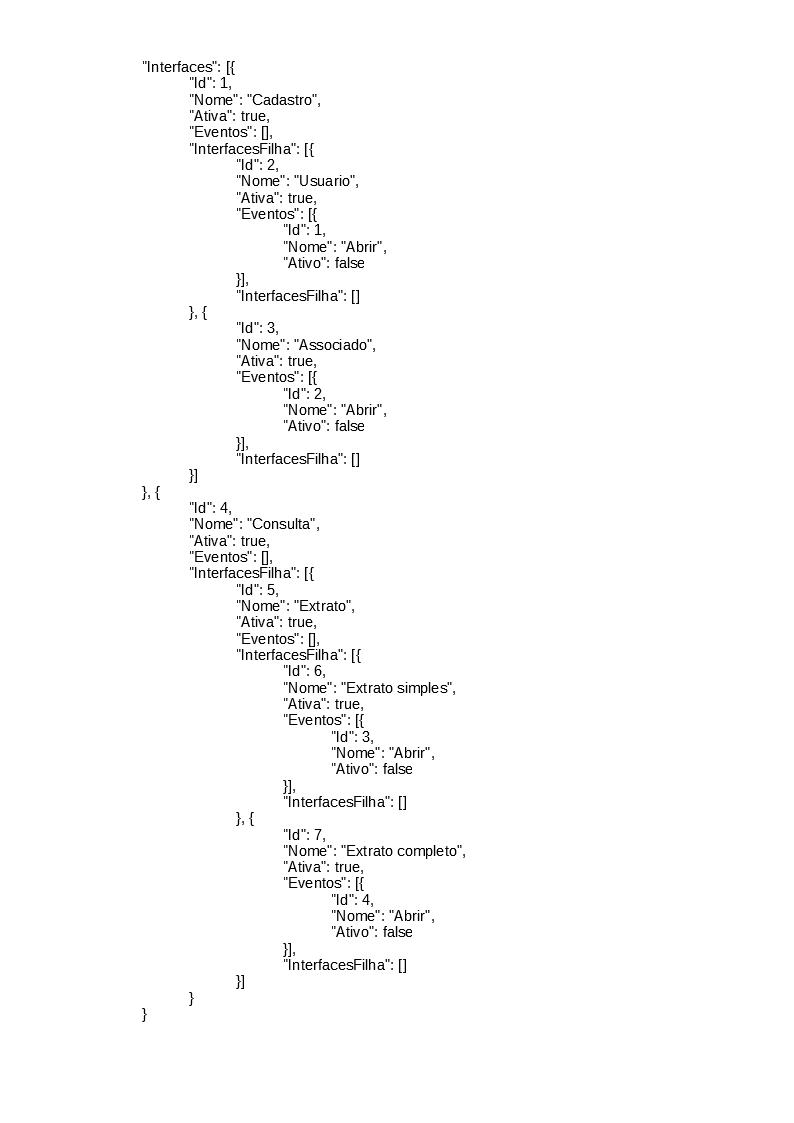 "Interfaces": [{
"Id": 1,
"Nome": "Cadastro",
"Ativa": true,
"Eventos": [],
"InterfacesFilha": [{
"Id": 2,
"Nome": "Usuario",
"Ativa": true,
"Eventos": [{
"Id": 1,
"Nome": "Abrir",
"Ativo": false
}],
"InterfacesFilha": []
}, {
"Id": 3,
"Nome": "Associado",
"Ativa": true,
"Eventos": [{
"Id": 2,
"Nome": "Abrir",
"Ativo": false
}],
"InterfacesFilha": []
}]
}, {
"Id": 4,
"Nome": "Consulta",
"Ativa": true,
"Eventos": [],
"InterfacesFilha": [{
"Id": 5,
"Nome": "Extrato",
"Ativa": true,
"Eventos": [],
"InterfacesFilha": [{
"Id": 6,
"Nome": "Extrato simples",
"Ativa": true,
"Eventos": [{
"Id": 3,
"Nome": "Abrir",
"Ativo": false
}],
"InterfacesFilha": []
}, {
"Id": 7,
"Nome": "Extrato completo",
"Ativa": true,
"Eventos": [{
"Id": 4,
"Nome": "Abrir",
"Ativo": false
}],
"InterfacesFilha": []
}]
}
}